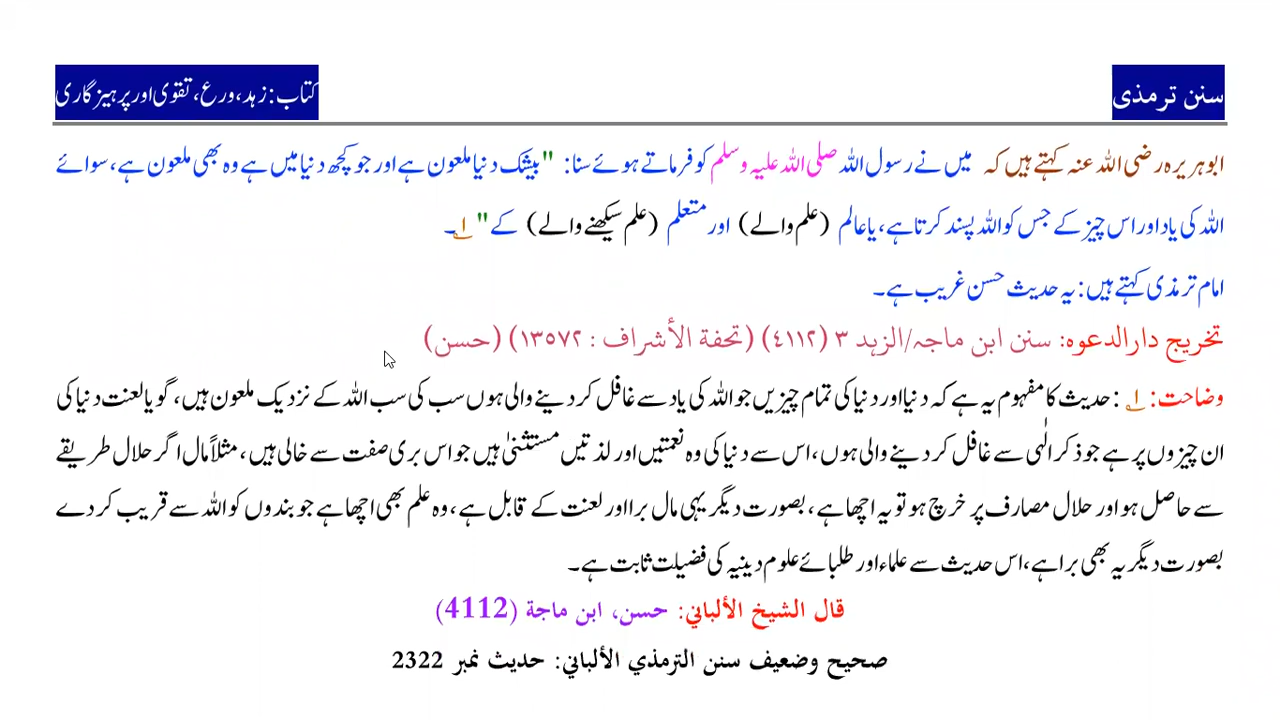 سنن ترمذی
کتاب: زہد، ورع، تقوی اور پرہیز گاری
ابوہریرہ رضی اللہ عنہ کہتے ہیں کہ میں نے رسول اللہ صلی اللہ علیہ وسلم کو فرماتے ہوئے سنا: "بیشک دنیا ملعون ہے اور جو کچھ دنیا میں ہے وہ بھی ملعون ہے، سوائے
اللہ کی یاد اور اس چیز کے جس کو اللہ پسند کرتا ہے، یا عالم (علم والے) اور متعلم (علم سیکھنے والے) کے" ۱؎۔
امام ترمذی کہتے ہیں: یہ حدیث حسن غریب ہے۔
تخریج دارالدعوہ: سنن ابن ماجہ/الزہد ۳ (٤١١٢) (تحفة الأشراف : ١٣٥٧٢) (حسن)
وضاحت: ۱؎ : حدیث کا مفہوم یہ ہے کہ دنیا اور دنیا کی تمام چیزیں جو اللہ کی یاد سے غافل کر دینے والی ہوں سب کی سب اللہ کے نزدیک ملعون ہیں، گویا لعنت دنیا کی
ان چیزوں پر ہے جو ذکر الٰہی سے غافل کر دینے والی ہوں، اس سے دنیا کی وہ نعمتیں اور لذتیں مستثنیٰ ہیں جو اس بری صفت سے خالی ہیں، مثلاً مال اگر حلال طریقے
سے حاصل ہو اور حلال مصارف پر خرچ ہو تو یہ اچھا ہے، بصورت دیگر یہی مال برا اور لعنت کے قابل ہے، وہ علم بھی اچھا ہے جو بندوں کو اللہ سے قریب کر دے
بصورت دیگر یہ بھی برا ہے، اس حدیث سے علماء اور طلبائے علوم دینیہ کی فضیلت ثابت ہے۔
قال الشيخ الألباني: حسن، ابن ماجة (4112)
صحيح وضعيف سنن الترمذي الألباني: حديث نمبر 2322